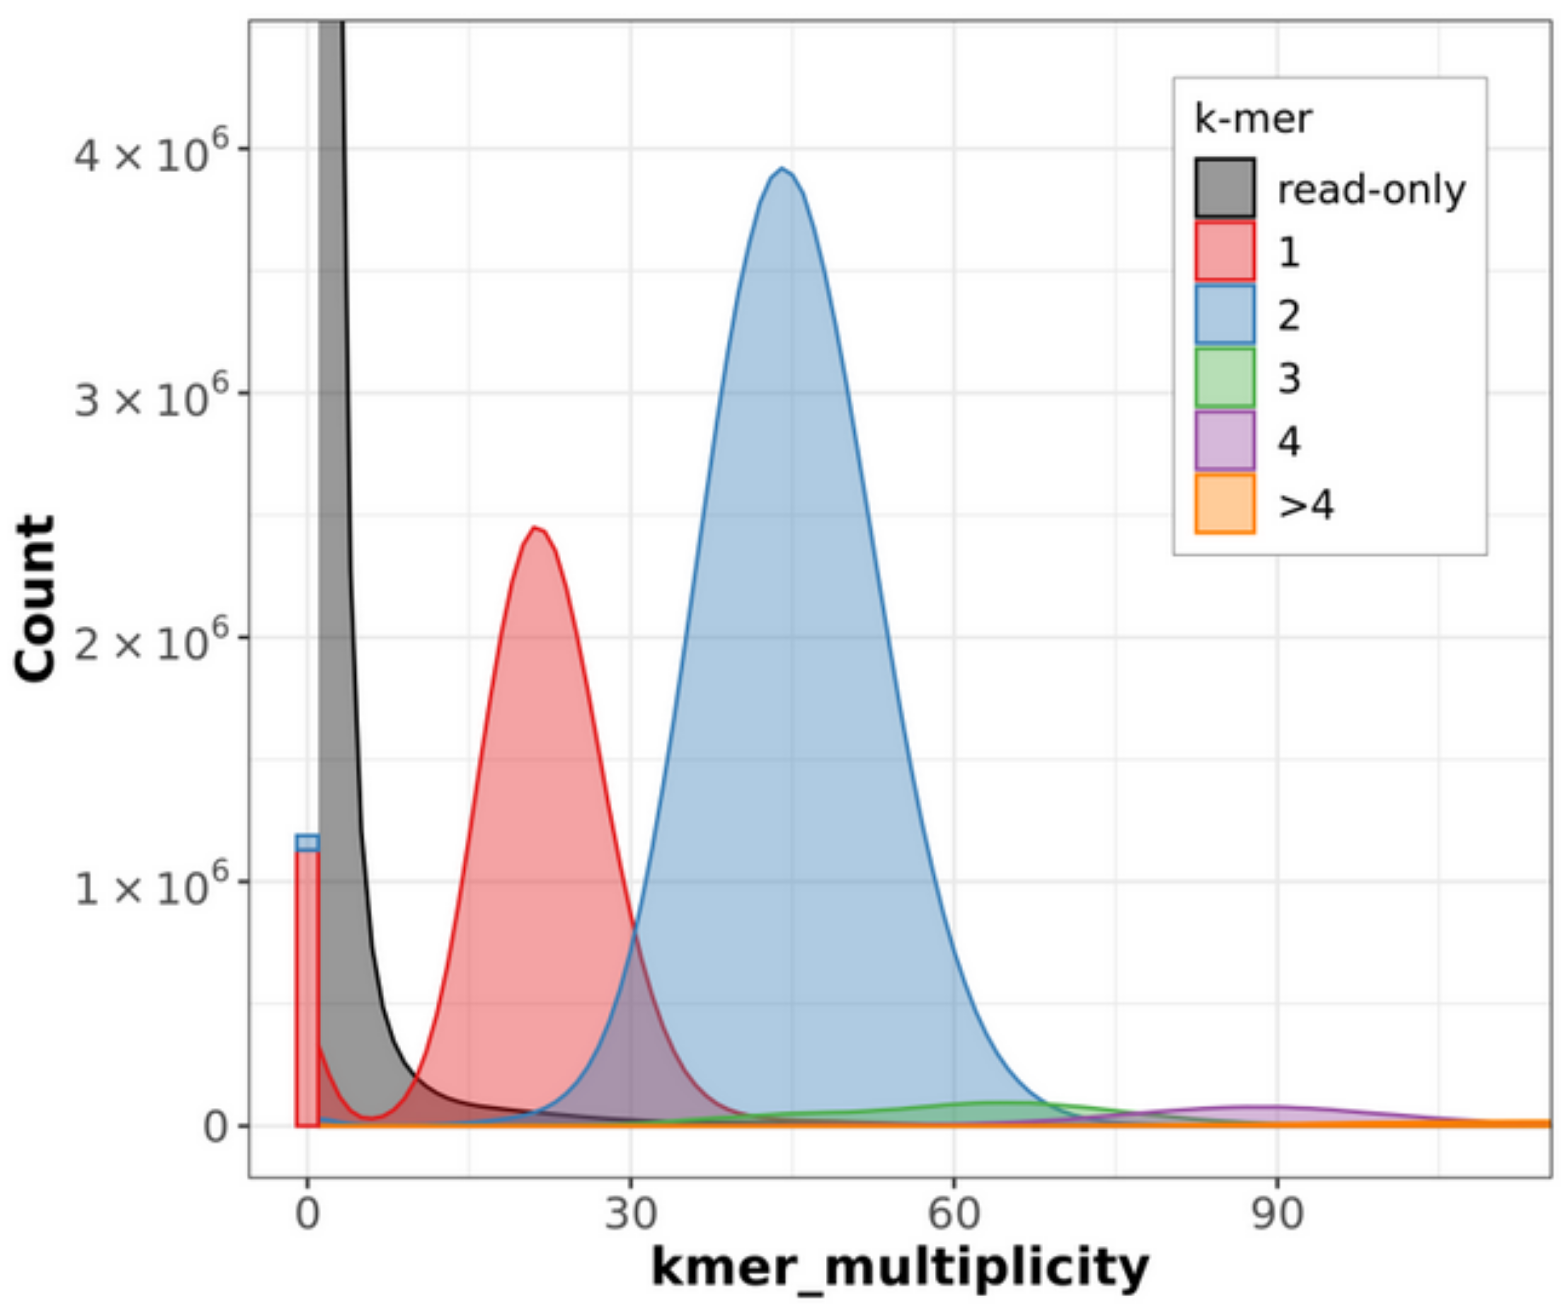 k-mer
read-only
1
2
3
4
>4
4 × 10⁶
3 × 10⁶
2 × 10⁶
1 × 10⁶
0
Count
0 30 60 90
kmer_multiplicity